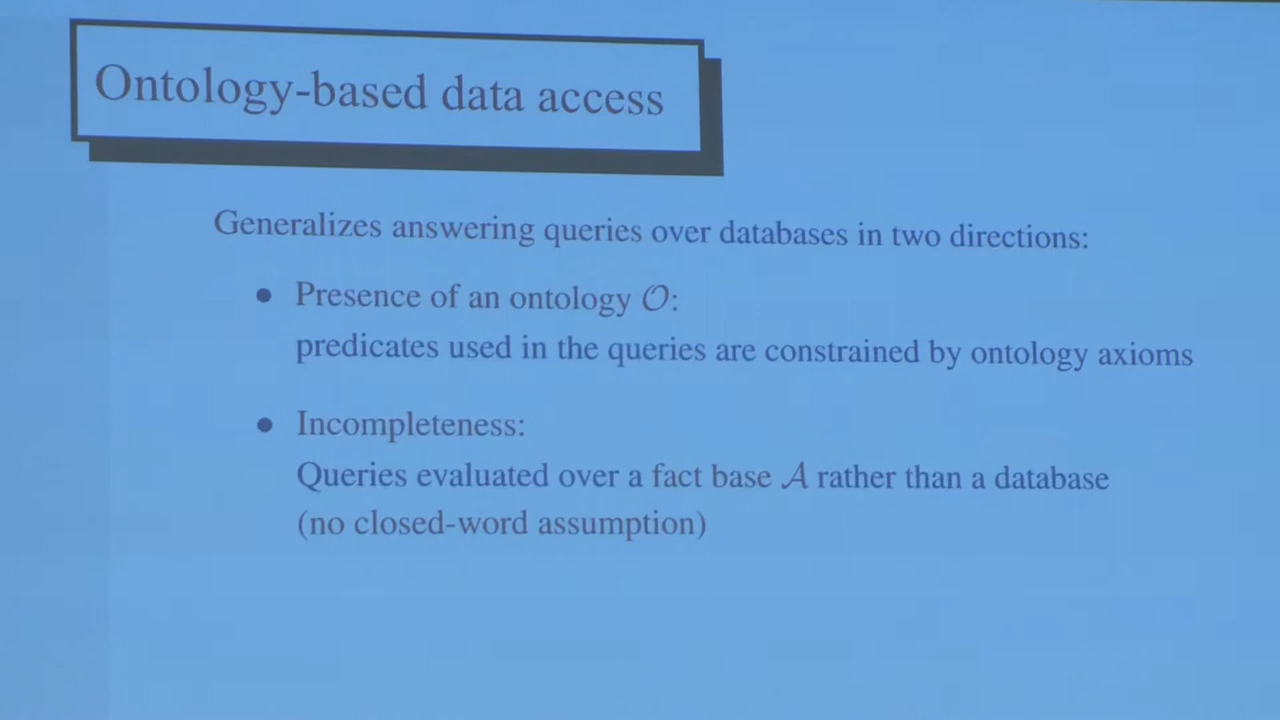 Ontology-based data access
Generalizes answering queries over databases in two directions:
● Presence of an ontology 𝒪:
predicates used in the queries are constrained by ontology axioms
● Incompleteness:
Queries evaluated over a fact base 𝒜 rather than a database
(no closed-word assumption)